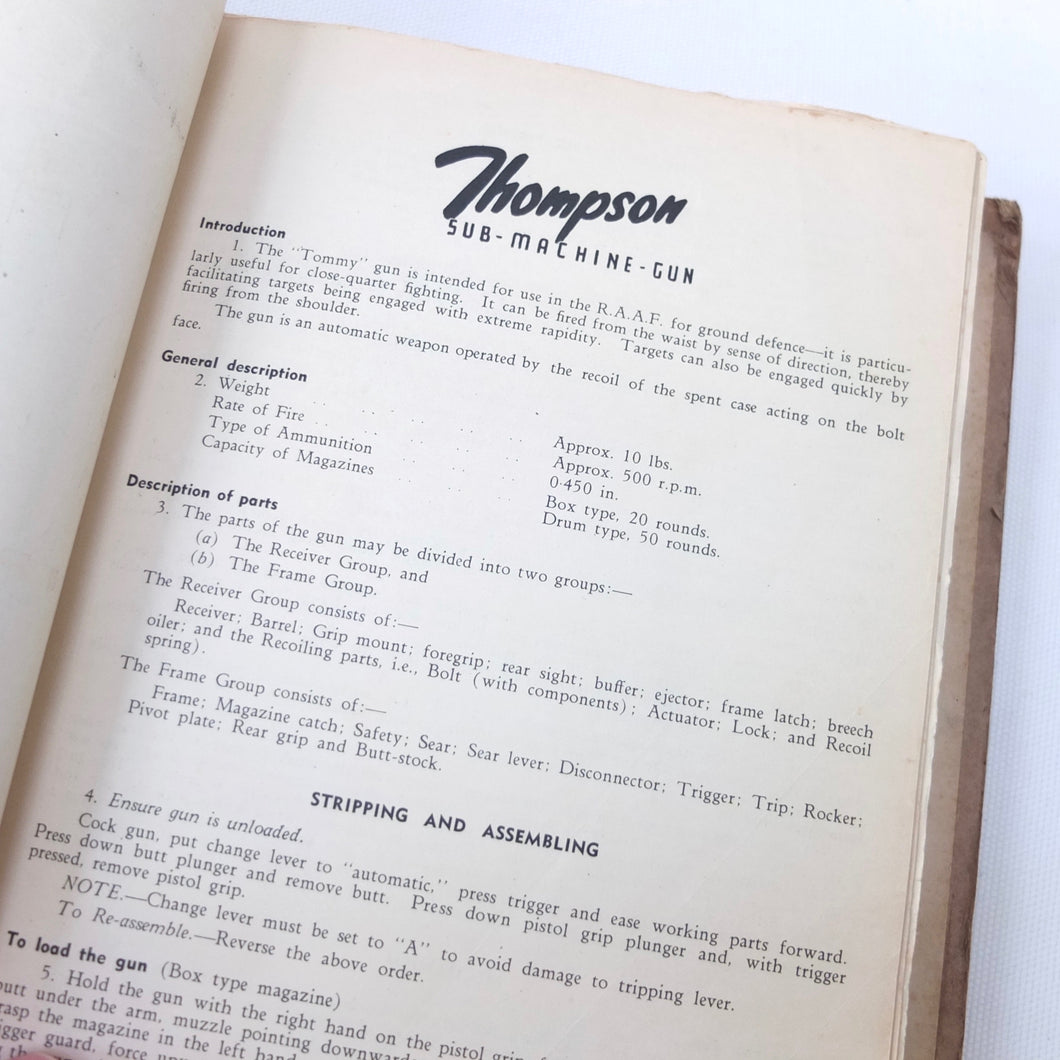 Thompson
SUB-MACHINE-GUN
Introduction
1. The "Tommy" gun is intended for use in the R.A.A.F. for ground defence—it is particu-
larly useful for close-quarter fighting. It can be fired from the waist by sense of direction, thereby
facilitating targets being engaged with extreme rapidity. Targets can also be engaged quickly by
firing from the shoulder.
The gun is an automatic weapon operated by the recoil of the spent case acting on the bolt
face.
General description
2. Weight . . . . . . . . Approx. 10 lbs.
Rate of Fire . . . . . . . . Approx. 500 r.p.m.
Type of Ammunition . . . . 0·450 in.
Capacity of Magazines . . . . Box type, 20 rounds.
Drum type, 50 rounds.
Description of parts
3. The parts of the gun may be divided into two groups:—
(a) The Receiver Group, and
(b) The Frame Group.
The Receiver Group consists of:—
Receiver; Barrel; Grip mount; foregrip; rear sight; buffer; ejector; frame latch; breech
oiler; and the Recoiling parts, i.e., Bolt (with components); Actuator; Lock; and Recoil
spring).
The Frame Group consists of:—
Frame; Magazine catch; Safety; Sear; Sear lever; Disconnector; Trigger; Trip; Rocker;
Pivot plate; Rear grip and Butt-stock.
STRIPPING AND ASSEMBLING
4. Ensure gun is unloaded.
Cock gun, put change lever to "automatic," press trigger and ease working parts forward.
Press down butt plunger and remove butt. Press down pistol grip plunger and, with trigger
pressed, remove pistol grip.
NOTE.—Change lever must be set to "A" to avoid damage to tripping lever.
To Re-assemble.—Reverse the above order.
To load the gun (Box type magazine)
5. Hold the gun with the right hand on the pistol grip,
butt under the arm, muzzle pointing downward
the magazine in the left hand
guard, force